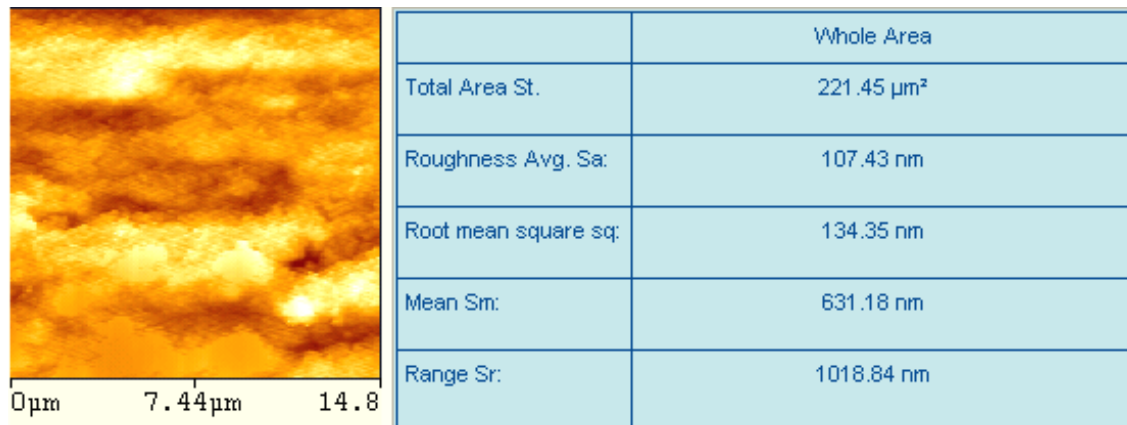 Whole Area
Total Area St. 221.45 µm²
Roughness Avg. Sa: 107.43 nm
Root mean square sq: 134.35 nm
Mean Sm: 631.18 nm
Range Sr: 1018.84 nm
0µm 7.44µm 14.8